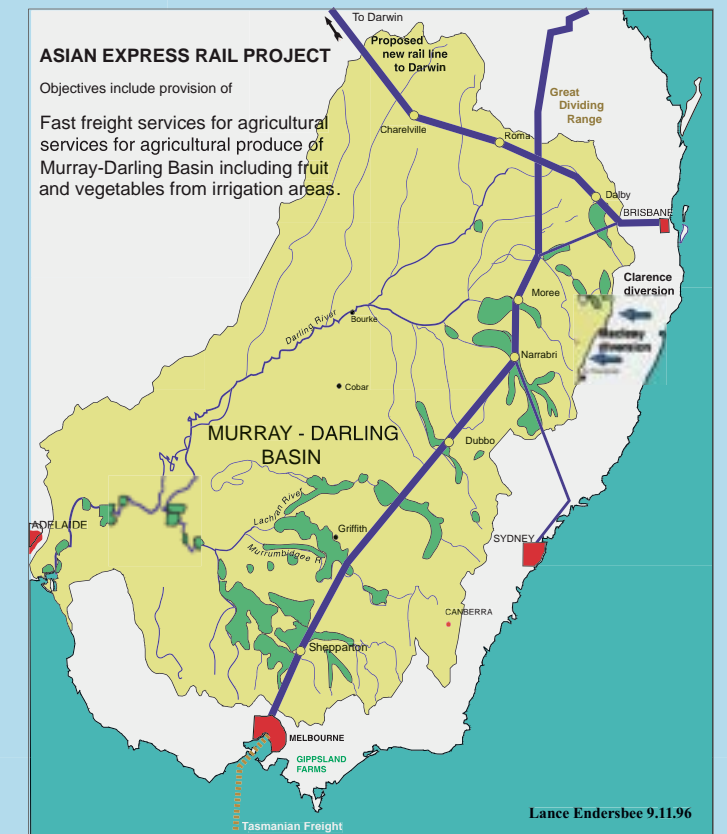 To Darwin
ASIAN EXPRESS RAIL PROJECT
Proposed
new rail line
to Darwin
Objectives include provision of
Great
Dividing
Range
Fast freight services for agricultural
services for agricultural produce of
Murray-Darling Basin including fruit
and vegetables from irrigation areas.
Charelville
Roma
Dalby
BRISBANE
Clarence
diversion
Moree
Darling River
Bourke
Macleay
diversion
Narrabri
Cobar
MURRAY - DARLING
BASIN
Dubbo
Lachlan River
ADELAIDE
Griffith
SYDNEY
Murrumbidgee R
CANBERRA
Shepparton
MELBOURNE
GIPPSLAND
FARMS
Lance Endersbee 9.11.96
Tasmanian Freight